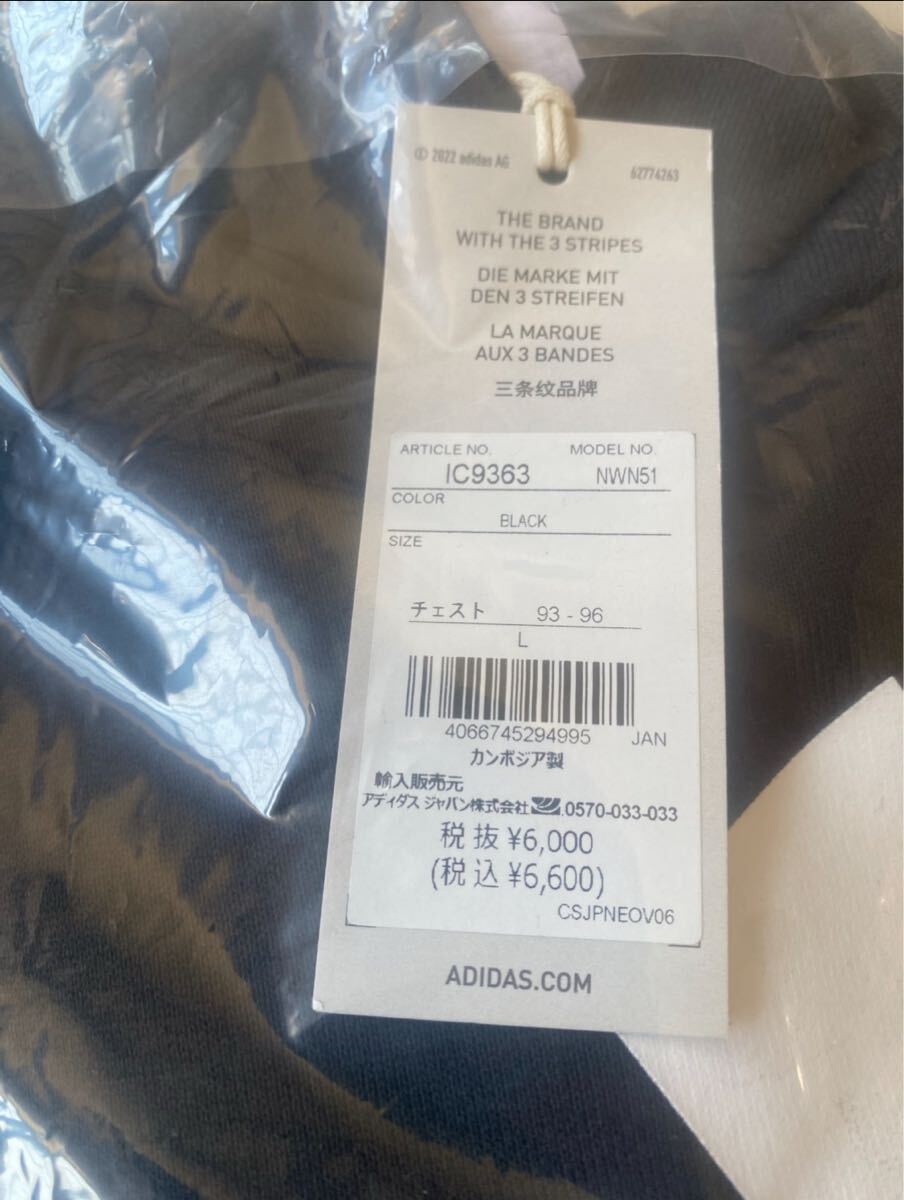 © 2022 adidas AG
62774263
THE BRAND
WITH THE 3 STRIPES
DIE MARKE MIT
DEN 3 STREIFEN
LA MARQUE
AUX 3 BANDES
三条纹品牌
ARTICLE NO. MODEL NO.
IC9363 NWN51
COLOR
BLACK
SIZE
チェスト 93 - 96
L
4066745294995 JAN
カンボジア製
輸入販売元
アディダス ジャパン株式会社 0570-033-033
税抜 ¥6,000
(税込 ¥6,600)
CSJPNEOV06
ADIDAS.COM